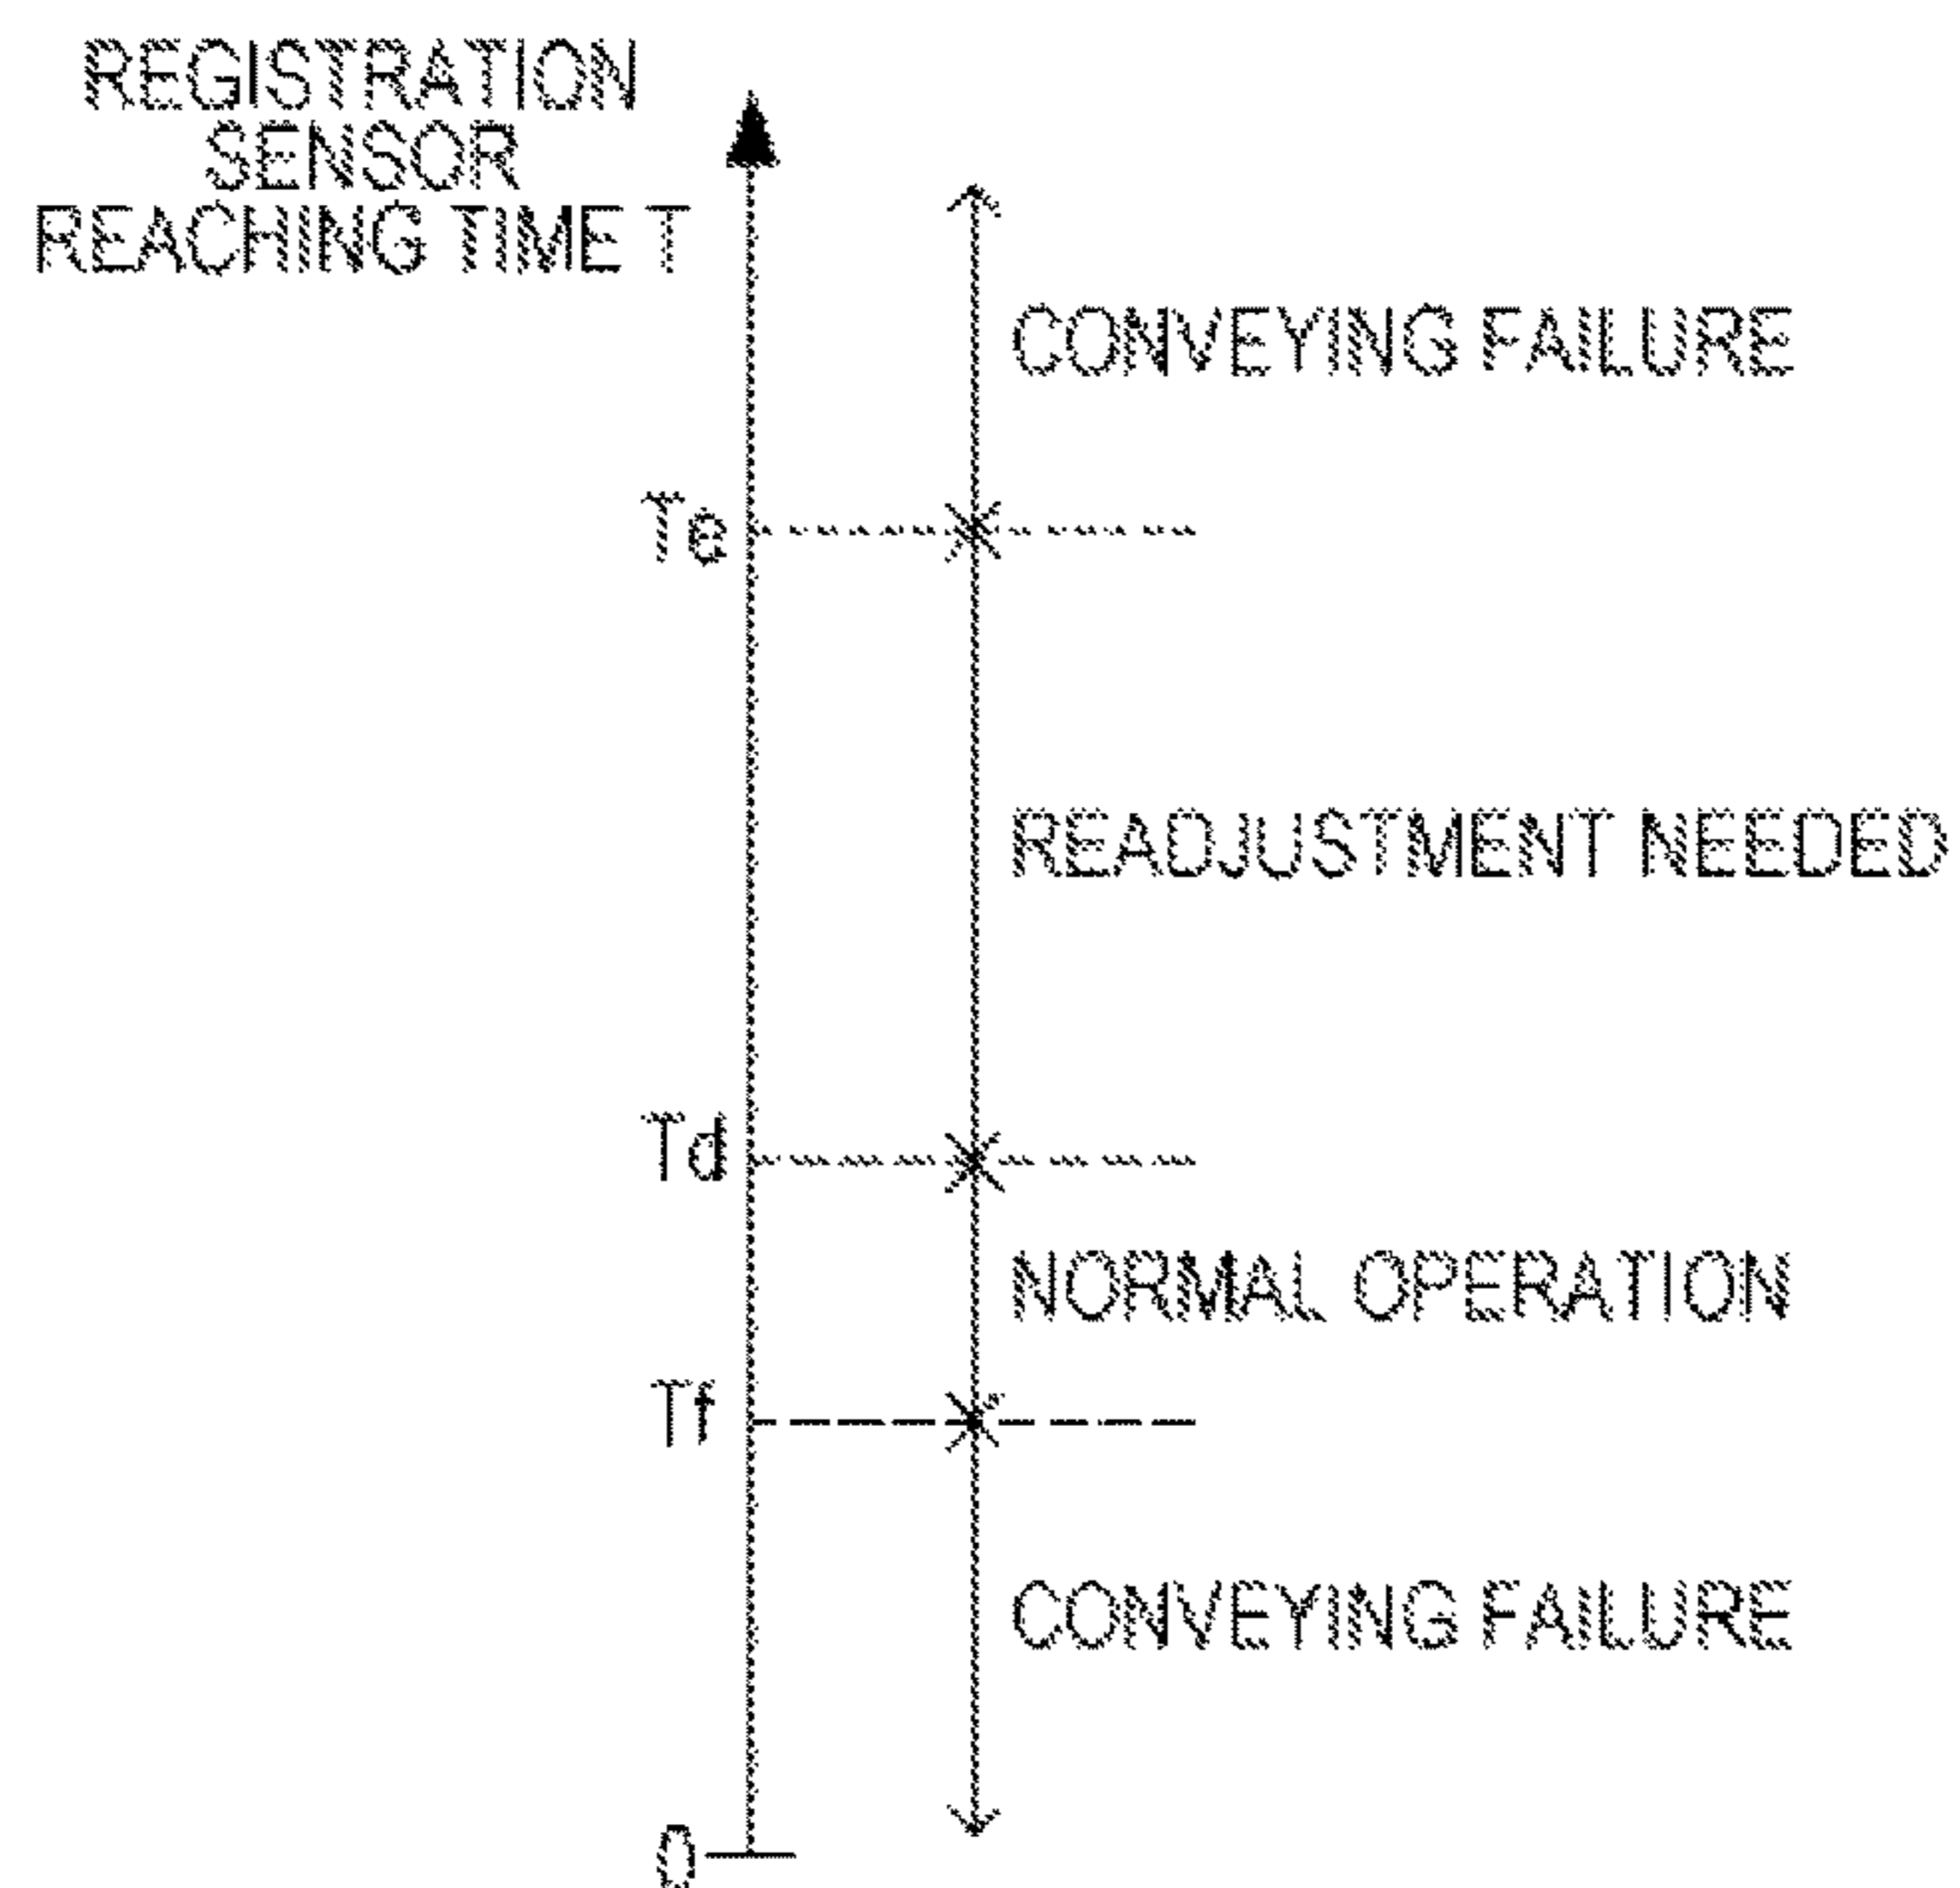 REGISTRATION
SENSOR
REACHING TIME T
CONVEYING FAILURE
Te
READJUSTMENT NEEDED
Td
NORMAL OPERATION
Tf
CONVEYING FAILURE
0